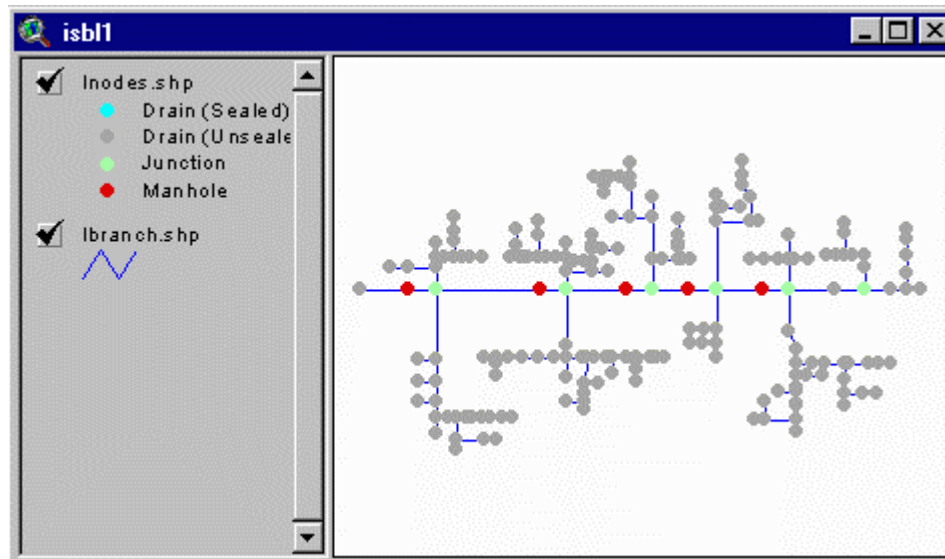 isbl1
lnodes.shp
Drain (Sealed)
Drain (Unseale
Junction
Manhole
lbranch.shp